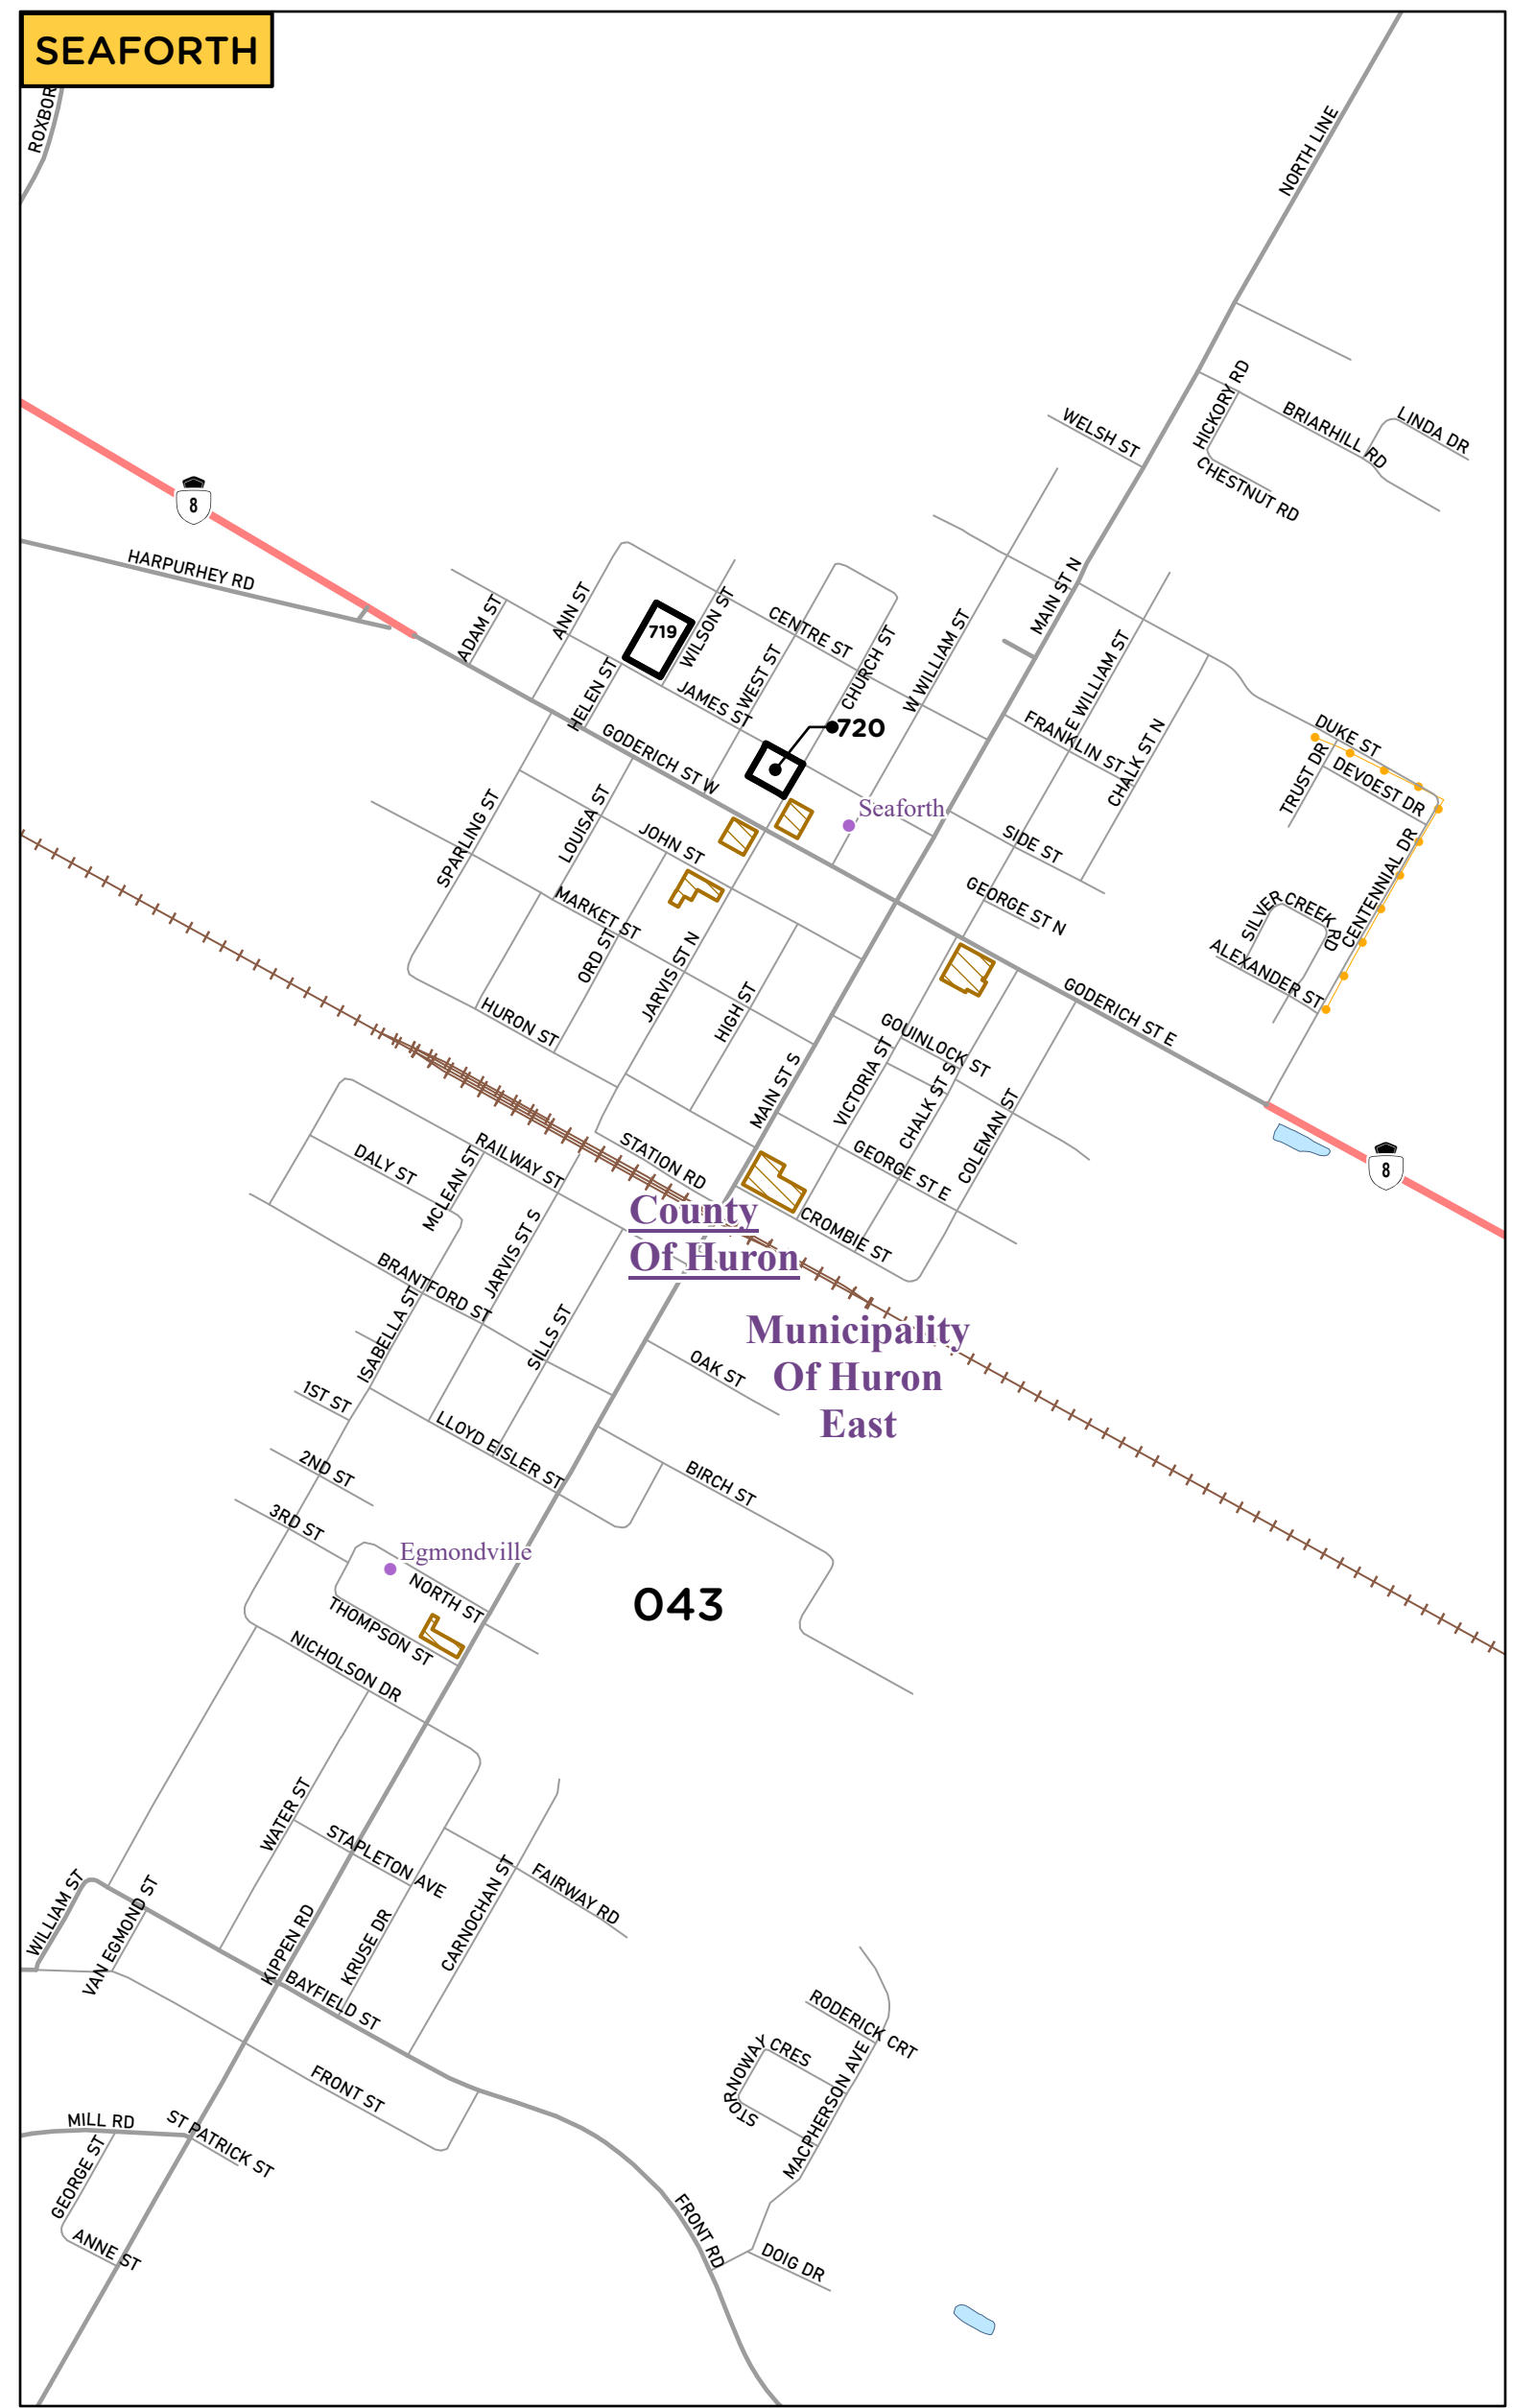 SEAFORTH
ROXBOR
NORTH LINE
HICKORY RD
BRIARHILL RD
LINDA DR
CHESTNUT RD
WELSH ST
8
HARPURHEY RD
ADAM ST
ANN ST
719
WILSON ST
CENTRE ST
MAIN ST N
HELEN ST
JAMES ST
WEST ST
CHURCH ST
W WILLIAM ST
E WILLIAM ST
FRANKLIN ST
CHALK ST N
720
DUKE ST
TRUST DR
DEVOEST DR
GODERICH ST W
Seaforth
SPARLING ST
LOUISA ST
JOHN ST
SIDE ST
CENTENNIAL DR
MARKET ST
ORD ST
GEORGE ST N
SILVER CREEK RD
ALEXANDER ST
JARVIS ST N
HIGH ST
HURON ST
GODERICH ST E
GOUINLOCK ST
VICTORIA ST
CHALK ST S
COLEMAN ST
MAIN ST S
GEORGE ST E
8
DALY ST
MCLEAN ST
RAILWAY ST
STATION RD
County
Of Huron
CROMBIE ST
JARVIS ST S
BRANTFORD ST
ISABELLA ST
SILLS ST
Municipality
Of Huron
East
OAK ST
1ST ST
LLOYD EISLER ST
2ND ST
BIRCH ST
3RD ST
Egmondville
NORTH ST
THOMPSON ST
043
NICHOLSON DR
WATER ST
STAPLETON AVE
FAIRWAY RD
WILLIAM ST
VAN EGMOND ST
KIPPEN RD
KRUSE DR
CARNOCHAN ST
BAYFIELD ST
RODERICK CRT
STORNOWAY CRES
MACPHERSON AVE
FRONT ST
MILL RD
ST PATRICK ST
GEORGE ST
ANNE ST
FRONT RD
DOIG DR